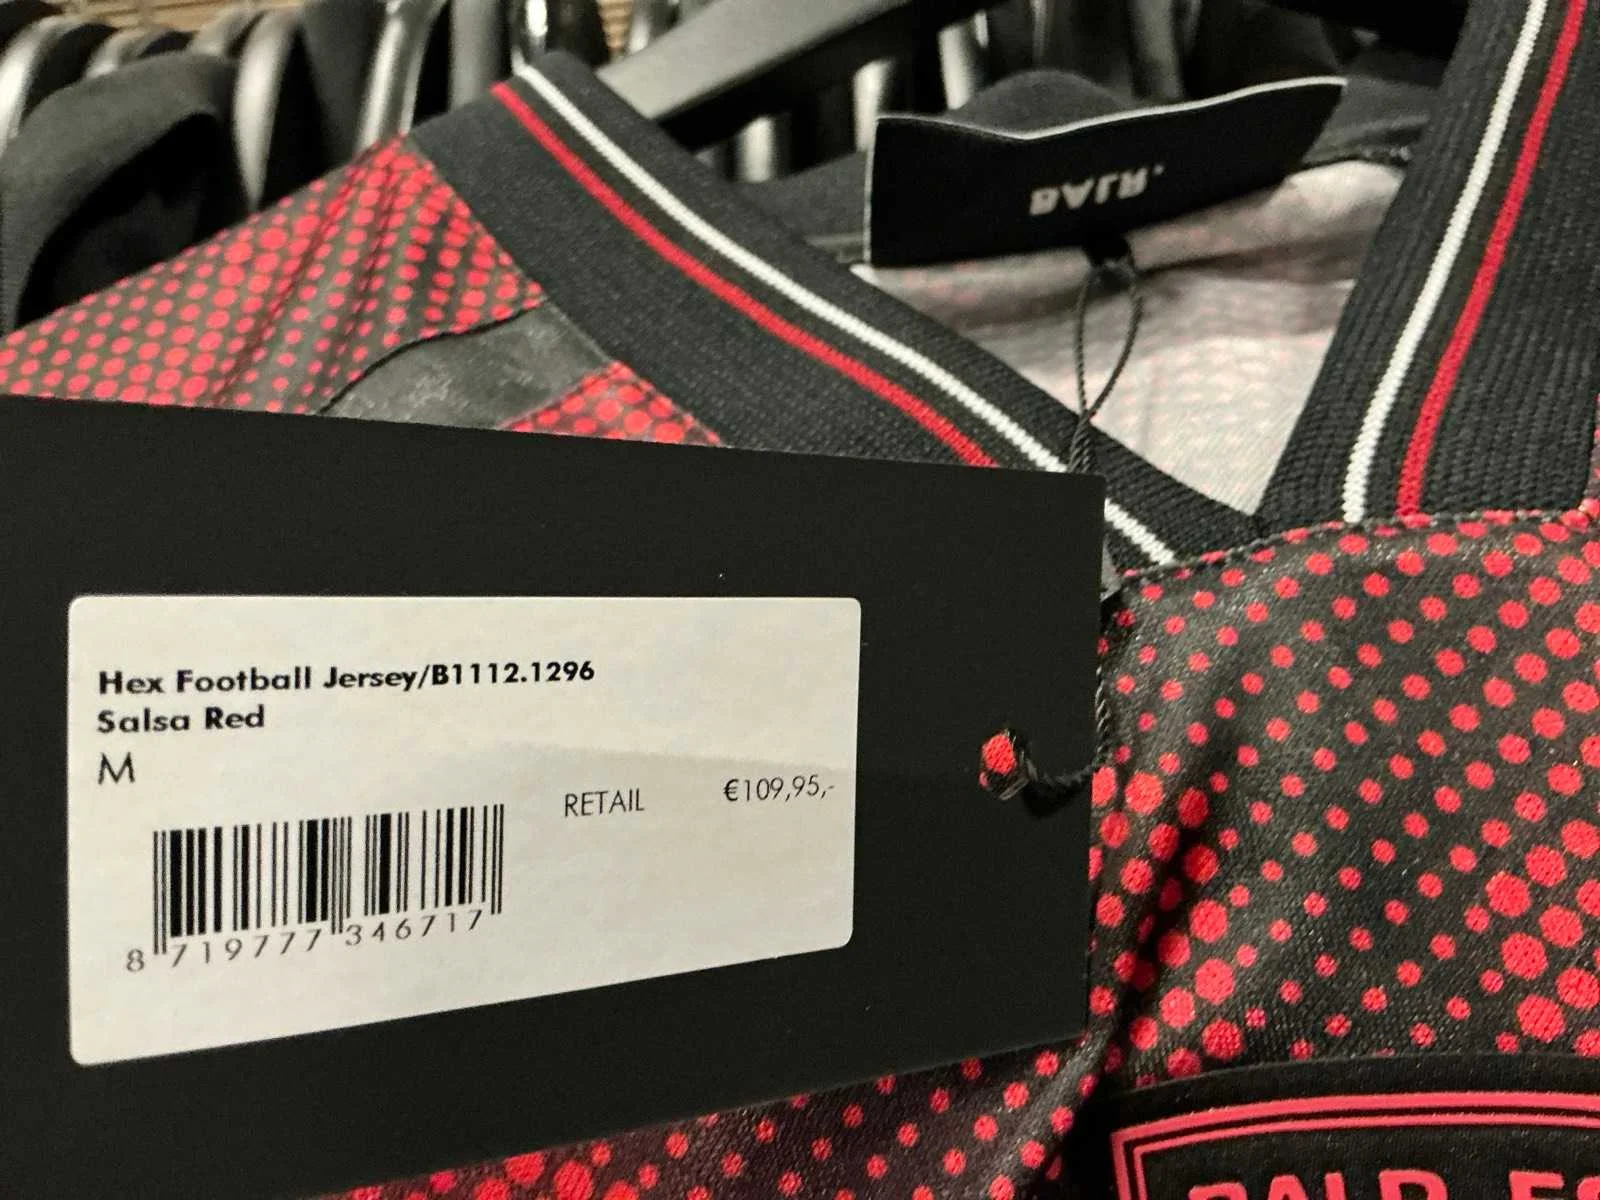 BALR.
Hex Football Jersey/B1112.1296
Salsa Red
M
RETAIL €109,95,-
8 719777 346717